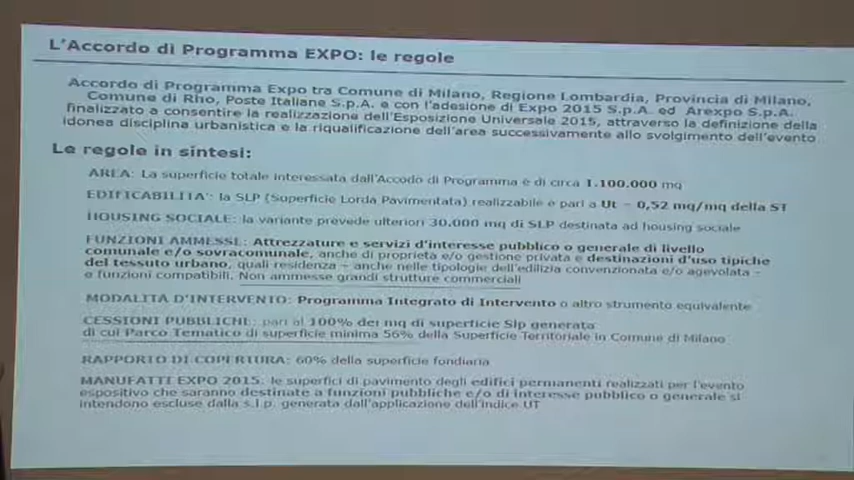 L'Accordo di Programma EXPO: le regole
Accordo di Programma Expo tra Comune di Milano, Regione Lombardia, Provincia di Milano,
Comune di Rho, Poste Italiane S.p.A. e con l'adesione di Expo 2015 S.p.A. ed Arexpo S.p.A.
finalizzato a consentire la realizzazione dell'Esposizione Universale 2015, attraverso la definizione della
idonea disciplina urbanistica e la riqualificazione dell'area successivamente allo svolgimento dell'evento
Le regole in sintesi:
AREA: La superficie totale interessata dall'Accodo di Programma è di circa 1.100.000 mq
EDIFICABILITA': la SLP (Superficie Lorda Pavimentata) realizzabile è pari a Ut = 0,52 mq/mq della ST
HOUSING SOCIALE: la variante prevede ulteriori 30.000 mq di SLP destinata ad housing sociale
FUNZIONI AMMESSE: Attrezzature e servizi d'interesse pubblico o generale di livello
comunale e/o sovracomunale, anche di proprietà e/o gestione privata e destinazioni d'uso tipiche
del tessuto urbano, quali residenza – anche nelle tipologie dell'edilizia convenzionata e/o agevolata –
e funzioni compatibili. Non ammesse grandi strutture commerciali
MODALITÀ D'INTERVENTO: Programma Integrato di Intervento o altro strumento equivalente
CESSIONI PUBBLICHE: pari al 100% dei mq di superficie Slp generata
di cui Parco Tematico di superficie minima 56% della Superficie Territoriale in Comune di Milano
RAPPORTO DI COPERTURA: 60% della superficie fondiaria
MANUFATTI EXPO 2015: le superfici di pavimento degli edifici permanenti realizzati per l'evento
espositivo che saranno destinate a funzioni pubbliche e/o di interesse pubblico o generale si
intendono escluse dalla s.l.p. generata dall'applicazione dell'indice UT